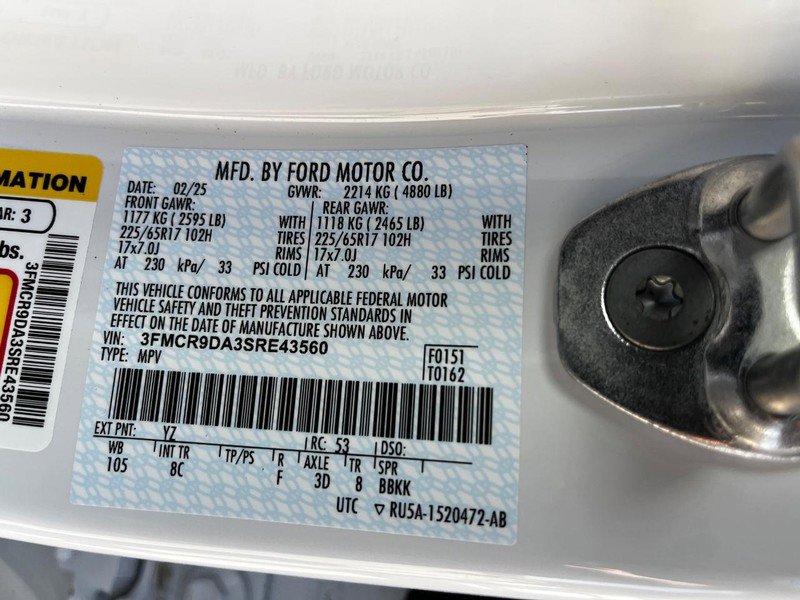 MFD. BY FORD MOTOR CO.
MFD. BY FORD MOTOR CO.
DATE: 02/25 GVWR: 2214 KG ( 4880 LB)
FRONT GAWR: REAR GAWR:
1177 KG ( 2595 LB) WITH 1118 KG ( 2465 LB) WITH
225/65R17 102H TIRES 225/65R17 102H TIRES
17x7.0J RIMS 17x7.0J RIMS
AT 230 kPa/ 33 PSI COLD AT 230 kPa/ 33 PSI COLD
THIS VEHICLE CONFORMS TO ALL APPLICABLE FEDERAL MOTOR
VEHICLE SAFETY AND THEFT PREVENTION STANDARDS IN
EFFECT ON THE DATE OF MANUFACTURE SHOWN ABOVE.
VIN: 3FMCR9DA3SRE43560
TYPE: MPV F0151
T0162
EXT PNT: YZ RC: 53 DSO:
WB INT TR TP/PS R AXLE TR SPR
105 8C F 3D 8 BBKK
UTC ▽ RU5A-1520472-AB
MATION
AR: 3
bs.
3FMCR9DA3SRE43560